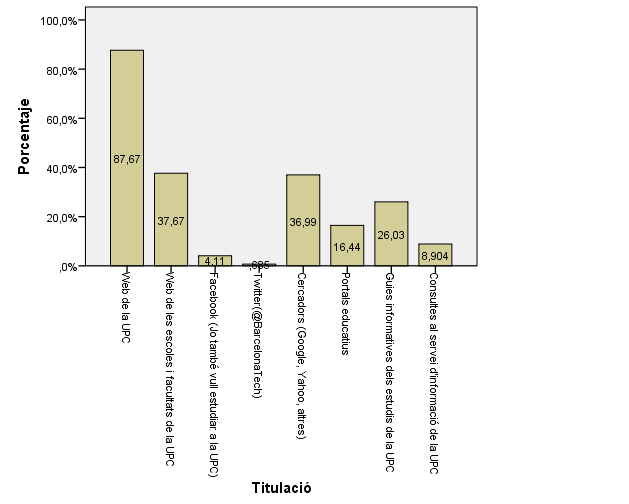 100,0%
80,0%
60,0%
40,0%
20,0%
,0%
Porcentaje
87,67
37,67
4,11
,685
36,99
16,44
26,03
8,904
Web de la UPC
Web de les escoles i facultats de la UPC
Facebook (Jo també vull estudiar a la UPC)
Twitter(@BarcelonaTech)
Cercadors (Google, Yahoo, altres)
Portals educatius
Guies informatives dels estudis de la UPC
Consultes al servei d'informació de la UPC
Titulació